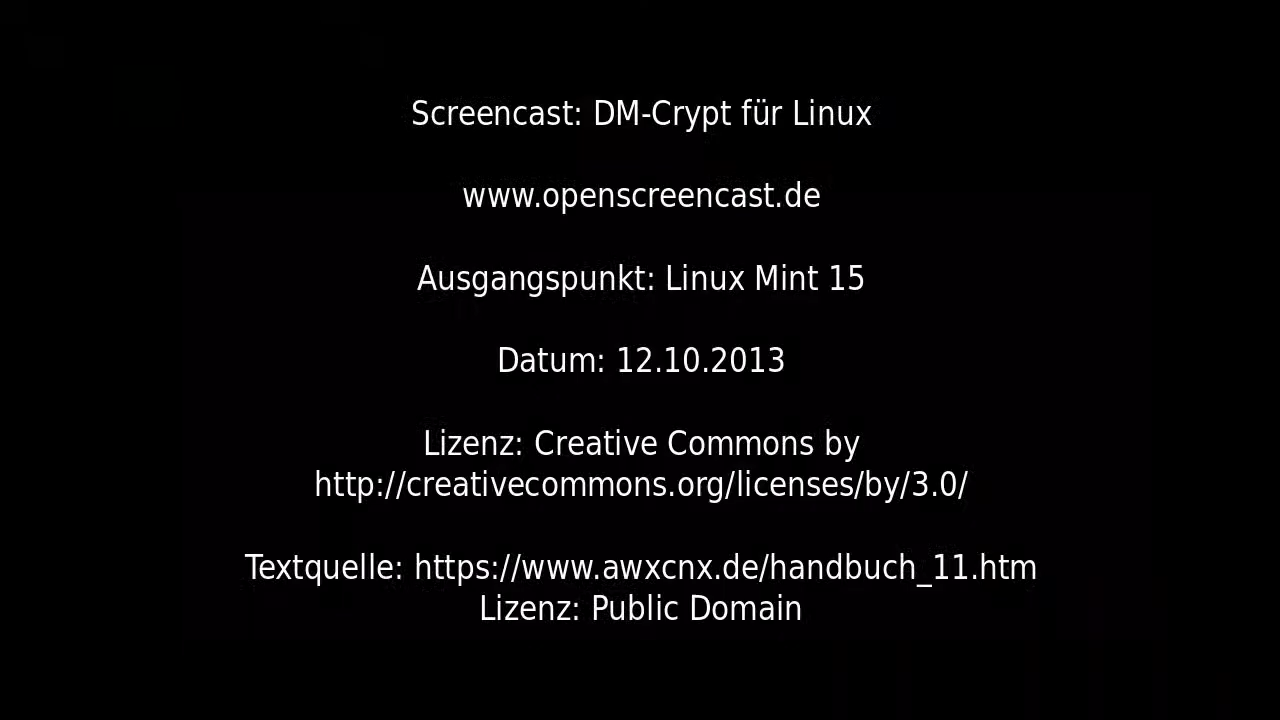 Screencast: DM-Crypt für Linux
www.openscreencast.de
Ausgangspunkt: Linux Mint 15
Datum: 12.10.2013
Lizenz: Creative Commons by
http://creativecommons.org/licenses/by/3.0/
Textquelle: https://www.awxcnx.de/handbuch_11.htm
Lizenz: Public Domain